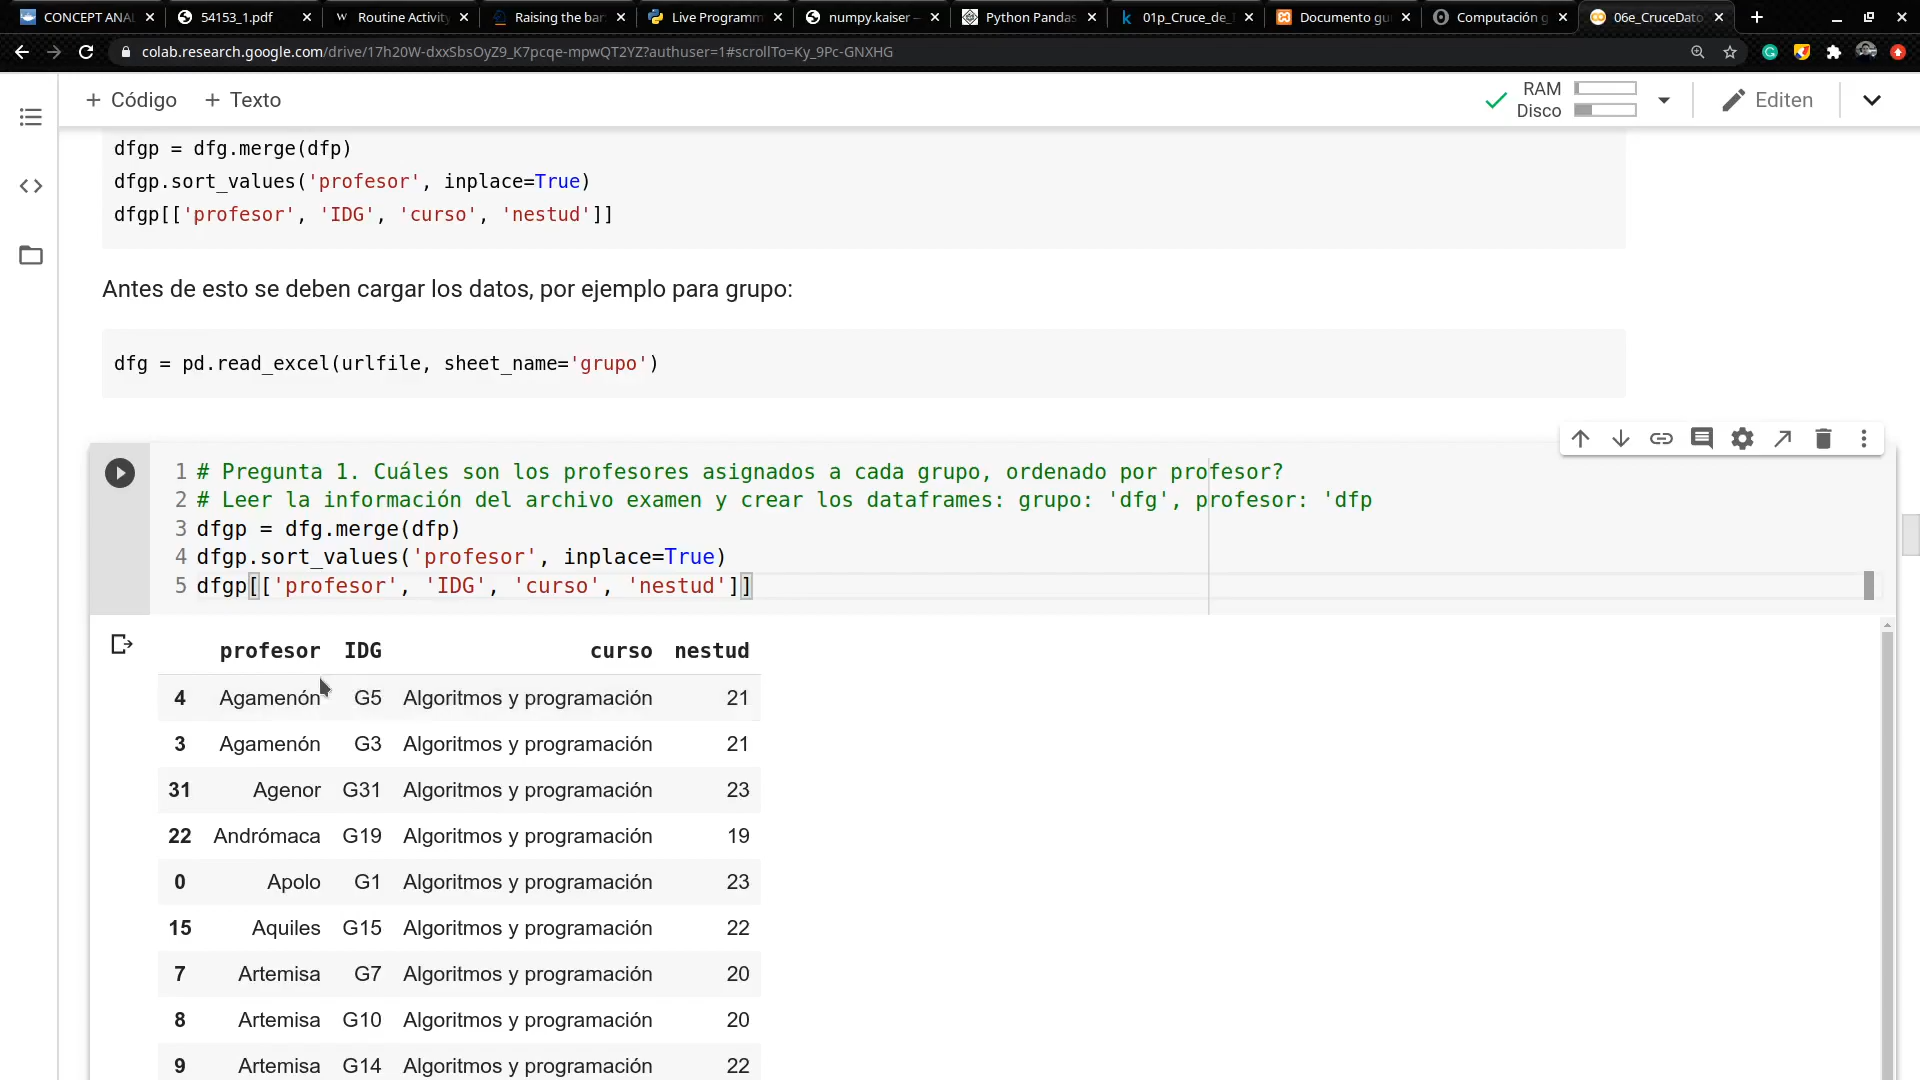 CONCEPT ANAL
54153_1.pdf
Routine Activity
Raising the bar
Live Programm
numpy.kaiser —
Python Pandas
01p_Cruce_de_
Documento gu
Computación g
06e_CruceDato
colab.research.google.com/drive/17h20W-dxxSbsOyZ9_K7pcqe-mpwQT2YZ?authuser=1#scrollTo=Ky_9Pc-GNXHG
+ Código + Texto
RAM
Disco
Editen
dfgp = dfg.merge(dfp)
dfgp.sort_values('profesor', inplace=True)
dfgp[['profesor', 'IDG', 'curso', 'nestud']]
Antes de esto se deben cargar los datos, por ejemplo para grupo:
dfg = pd.read_excel(urlfile, sheet_name='grupo')
1 # Pregunta 1. Cuáles son los profesores asignados a cada grupo, ordenado por profesor?
2 # Leer la información del archivo examen y crear los dataframes: grupo: 'dfg', profesor: 'dfp
3 dfgp = dfg.merge(dfp)
4 dfgp.sort_values('profesor', inplace=True)
5 dfgp[['profesor', 'IDG', 'curso', 'nestud']]
profesor IDG curso nestud
4 Agamenón G5 Algoritmos y programación 21
3 Agamenón G3 Algoritmos y programación 21
31 Agenor G31 Algoritmos y programación 23
22 Andrómaca G19 Algoritmos y programación 19
0 Apolo G1 Algoritmos y programación 23
15 Aquiles G15 Algoritmos y programación 22
7 Artemisa G7 Algoritmos y programación 20
8 Artemisa G10 Algoritmos y programación 20
9 Artemisa G14 Algoritmos y programación 22